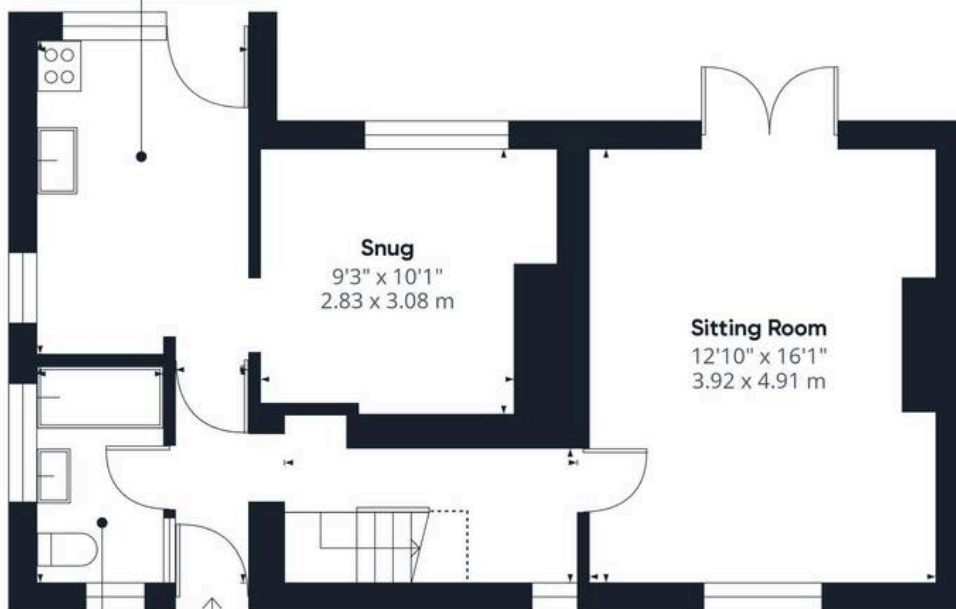 Snug
9'3" x 10'1"
2.83 x 3.08 m
Sitting Room
12'10" x 16'1"
3.92 x 4.91 m